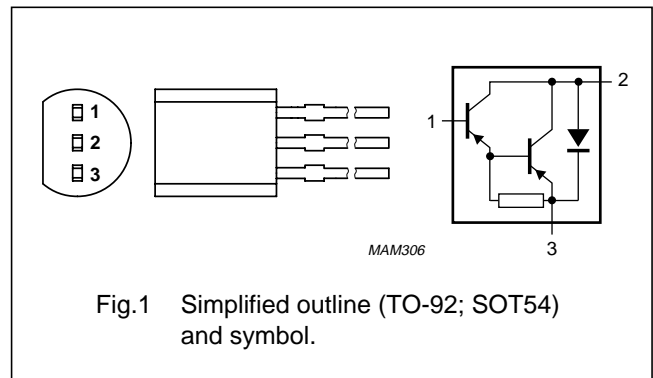 1
2
3
1
2
3
MAM306
Fig.1 Simplified outline (TO-92; SOT54)
and symbol.